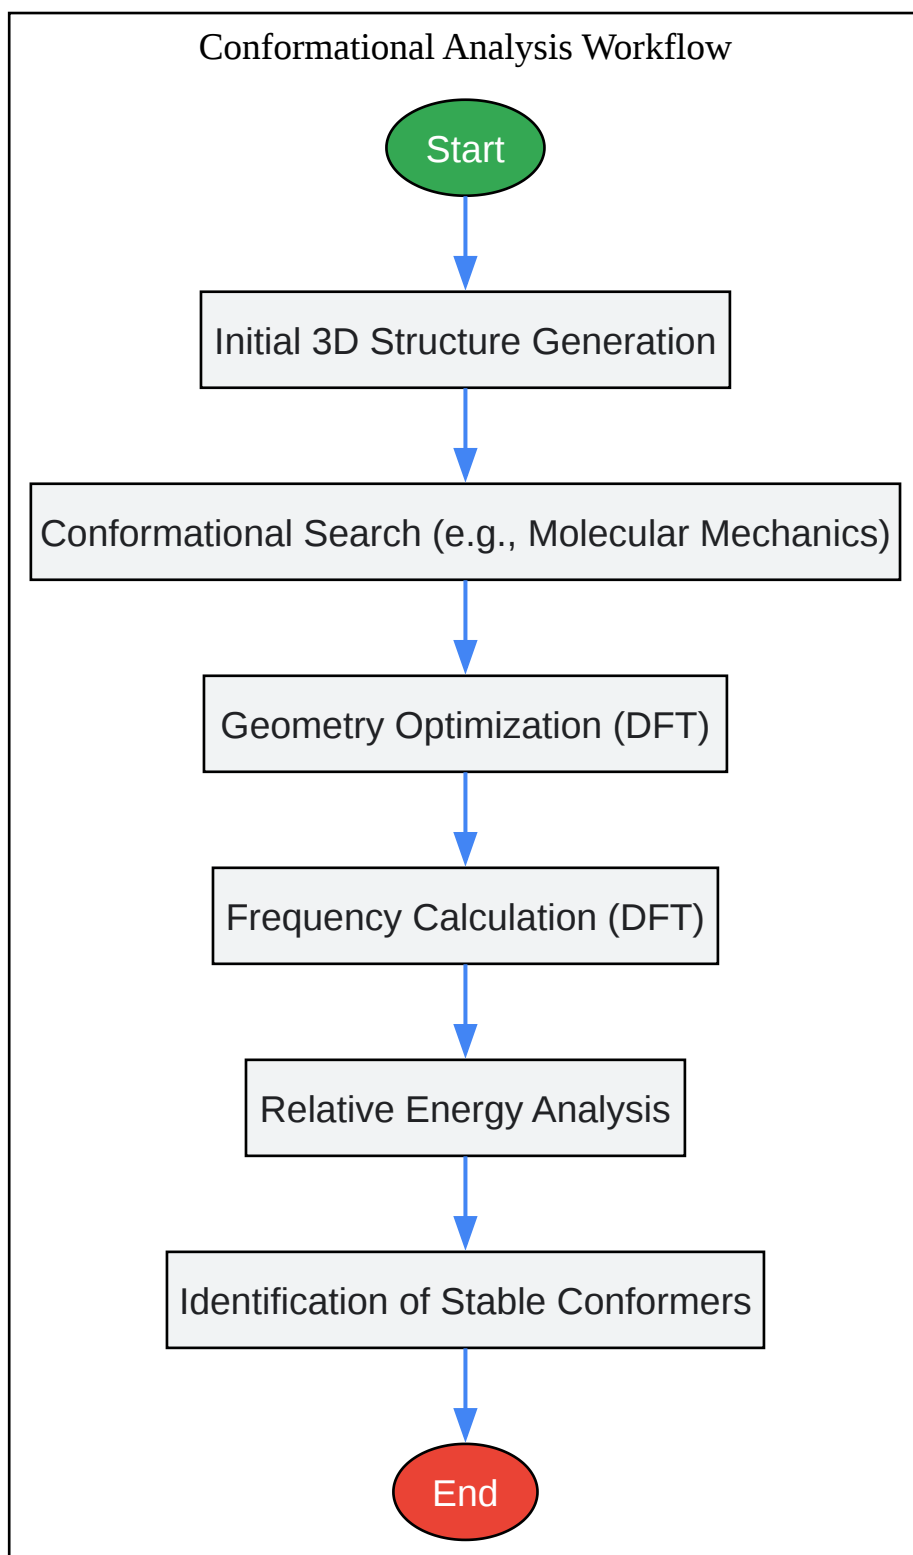 Conformational Analysis Workflow
Start
Initial 3D Structure Generation
Conformational Search (e.g., Molecular Mechanics)
Geometry Optimization (DFT)
Frequency Calculation (DFT)
Relative Energy Analysis
Identification of Stable Conformers
End